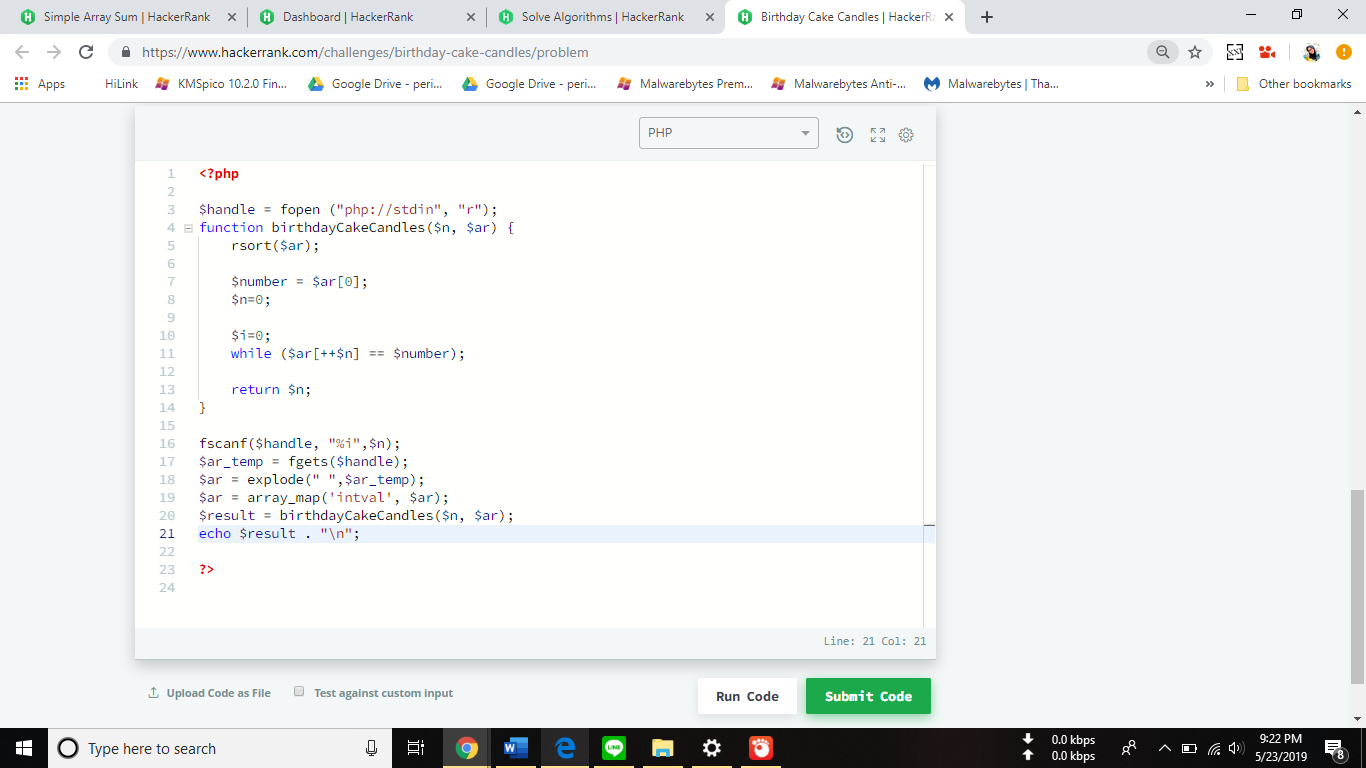 Simple Array Sum | HackerRank
Dashboard | HackerRank
Solve Algorithms | HackerRank
Birthday Cake Candles | HackerRa
https://www.hackerrank.com/challenges/birthday-cake-candles/problem
Apps HiLink KMSpico 10.2.0 Fin... Google Drive - peri... Google Drive - peri... Malwarebytes Prem... Malwarebytes Anti-... Malwarebytes | Tha... » Other bookmarks
PHP
1 <?php
2
3 $handle = fopen ("php://stdin", "r");
4 function birthdayCakeCandles($n, $ar) {
5 rsort($ar);
6
7 $number = $ar[0];
8 $n=0;
9
10 $i=0;
11 while ($ar[++$n] == $number);
12
13 return $n;
14 }
15
16 fscanf($handle, "%i",$n);
17 $ar_temp = fgets($handle);
18 $ar = explode(" ",$ar_temp);
19 $ar = array_map('intval', $ar);
20 $result = birthdayCakeCandles($n, $ar);
21 echo $result . "\n";
22
23 ?>
24
Line: 21 Col: 21
Upload Code as File Test against custom input Run Code Submit Code
Type here to search
LINE
0.0 kbps
0.0 kbps
9:22 PM
5/23/2019
8